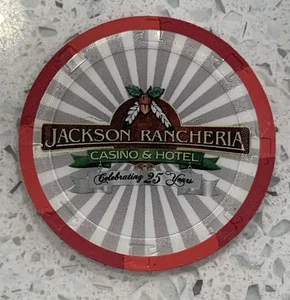 JACKSON RANCHERIA
CASINO & HOTEL
Celebrating 25 Years